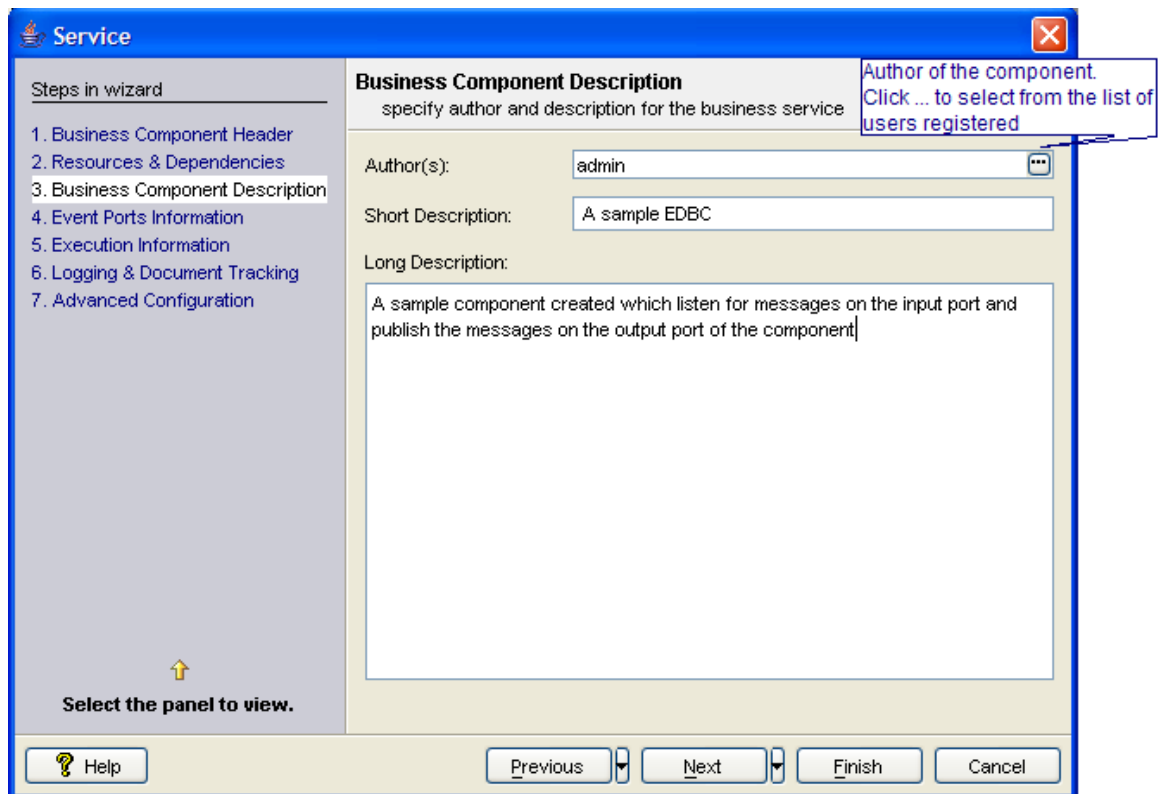 Service
Steps in wizard
1. Business Component Header
2. Resources & Dependencies
3. Business Component Description
4. Event Ports Information
5. Execution Information
6. Logging & Document Tracking
7. Advanced Configuration
Select the panel to view.
Business Component Description
specify author and description for the business service
Author of the component.
Click ... to select from the list of
users registered
Author(s):
admin
...
Short Description:
A sample EDBC
Long Description:
A sample component created which listen for messages on the input port and
publish the messages on the output port of the component
? Help
Previous
Next
Finish
Cancel